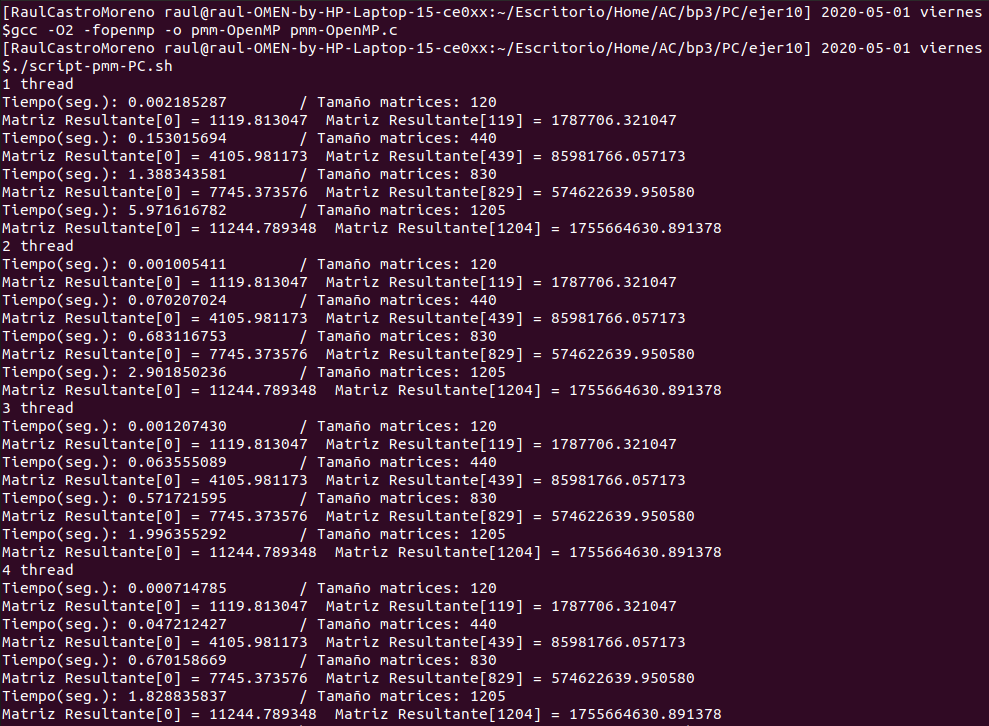 [RaulCastroMoreno raul@raul-OMEN-by-HP-Laptop-15-ce0xx:~/Escritorio/Home/AC/bp3/PC/ejer10] 2020-05-01 viernes
$gcc -O2 -fopenmp -o pmm-OpenMP pmm-OpenMP.c
[RaulCastroMoreno raul@raul-OMEN-by-HP-Laptop-15-ce0xx:~/Escritorio/Home/AC/bp3/PC/ejer10] 2020-05-01 viernes
$./script-pmm-PC.sh
1 thread
Tiempo(seg.): 0.002185287 / Tamaño matrices: 120
Matriz Resultante[0] = 1119.813047 Matriz Resultante[119] = 1787706.321047
Tiempo(seg.): 0.153015694 / Tamaño matrices: 440
Matriz Resultante[0] = 4105.981173 Matriz Resultante[439] = 85981766.057173
Tiempo(seg.): 1.388343581 / Tamaño matrices: 830
Matriz Resultante[0] = 7745.373576 Matriz Resultante[829] = 574622639.950580
Tiempo(seg.): 5.971616782 / Tamaño matrices: 1205
Matriz Resultante[0] = 11244.789348 Matriz Resultante[1204] = 1755664630.891378
2 thread
Tiempo(seg.): 0.001005411 / Tamaño matrices: 120
Matriz Resultante[0] = 1119.813047 Matriz Resultante[119] = 1787706.321047
Tiempo(seg.): 0.070207024 / Tamaño matrices: 440
Matriz Resultante[0] = 4105.981173 Matriz Resultante[439] = 85981766.057173
Tiempo(seg.): 0.683116753 / Tamaño matrices: 830
Matriz Resultante[0] = 7745.373576 Matriz Resultante[829] = 574622639.950580
Tiempo(seg.): 2.901850236 / Tamaño matrices: 1205
Matriz Resultante[0] = 11244.789348 Matriz Resultante[1204] = 1755664630.891378
3 thread
Tiempo(seg.): 0.001207430 / Tamaño matrices: 120
Matriz Resultante[0] = 1119.813047 Matriz Resultante[119] = 1787706.321047
Tiempo(seg.): 0.063555089 / Tamaño matrices: 440
Matriz Resultante[0] = 4105.981173 Matriz Resultante[439] = 85981766.057173
Tiempo(seg.): 0.571721595 / Tamaño matrices: 830
Matriz Resultante[0] = 7745.373576 Matriz Resultante[829] = 574622639.950580
Tiempo(seg.): 1.996355292 / Tamaño matrices: 1205
Matriz Resultante[0] = 11244.789348 Matriz Resultante[1204] = 1755664630.891378
4 thread
Tiempo(seg.): 0.000714785 / Tamaño matrices: 120
Matriz Resultante[0] = 1119.813047 Matriz Resultante[119] = 1787706.321047
Tiempo(seg.): 0.047212427 / Tamaño matrices: 440
Matriz Resultante[0] = 4105.981173 Matriz Resultante[439] = 85981766.057173
Tiempo(seg.): 0.670158669 / Tamaño matrices: 830
Matriz Resultante[0] = 7745.373576 Matriz Resultante[829] = 574622639.950580
Tiempo(seg.): 1.828835837 / Tamaño matrices: 1205
Matriz Resultante[0] = 11244.789348 Matriz Resultante[1204] = 1755664630.891378